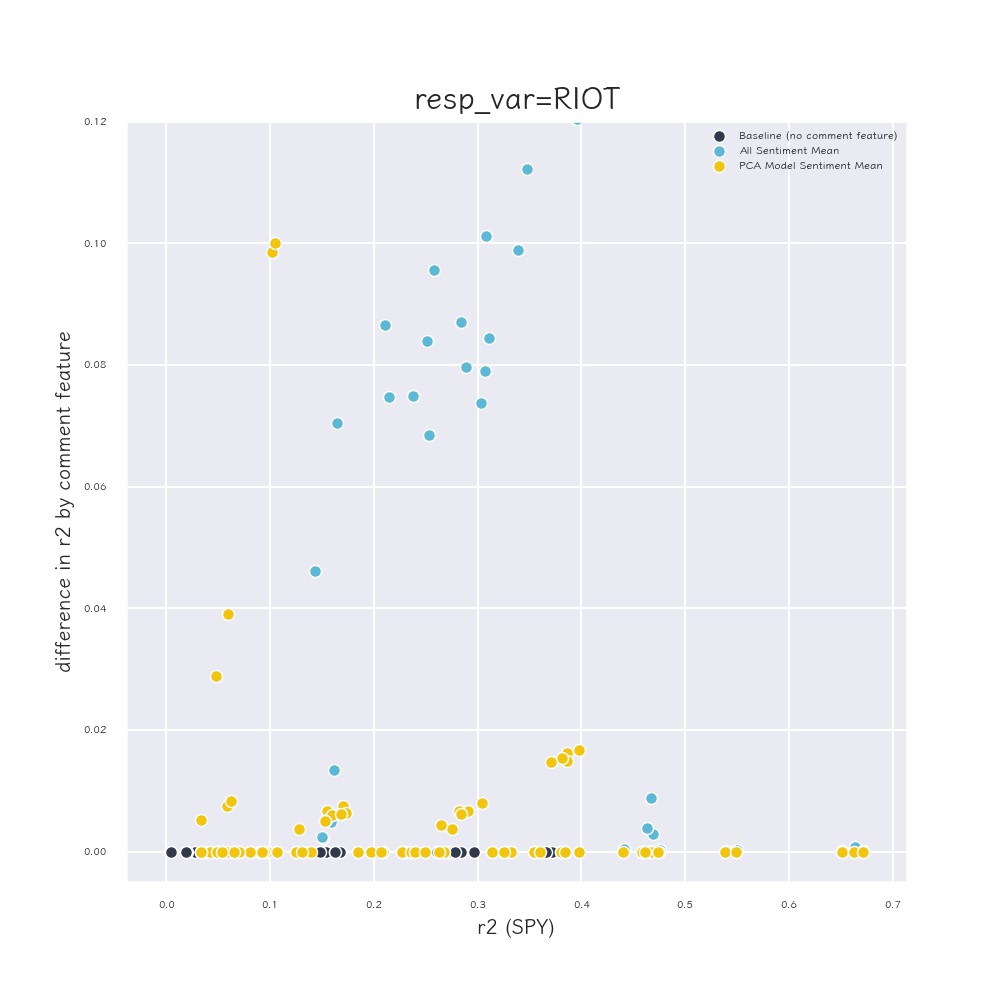 resp_var=RIOT
0.12
0.10
0.08
0.06
0.04
0.02
0.00
difference in r2 by comment feature
Baseline (no comment feature)
All Sentiment Mean
PCA Model Sentiment Mean
0.0 0.1 0.2 0.3 0.4 0.5 0.6 0.7
r2 (SPY)